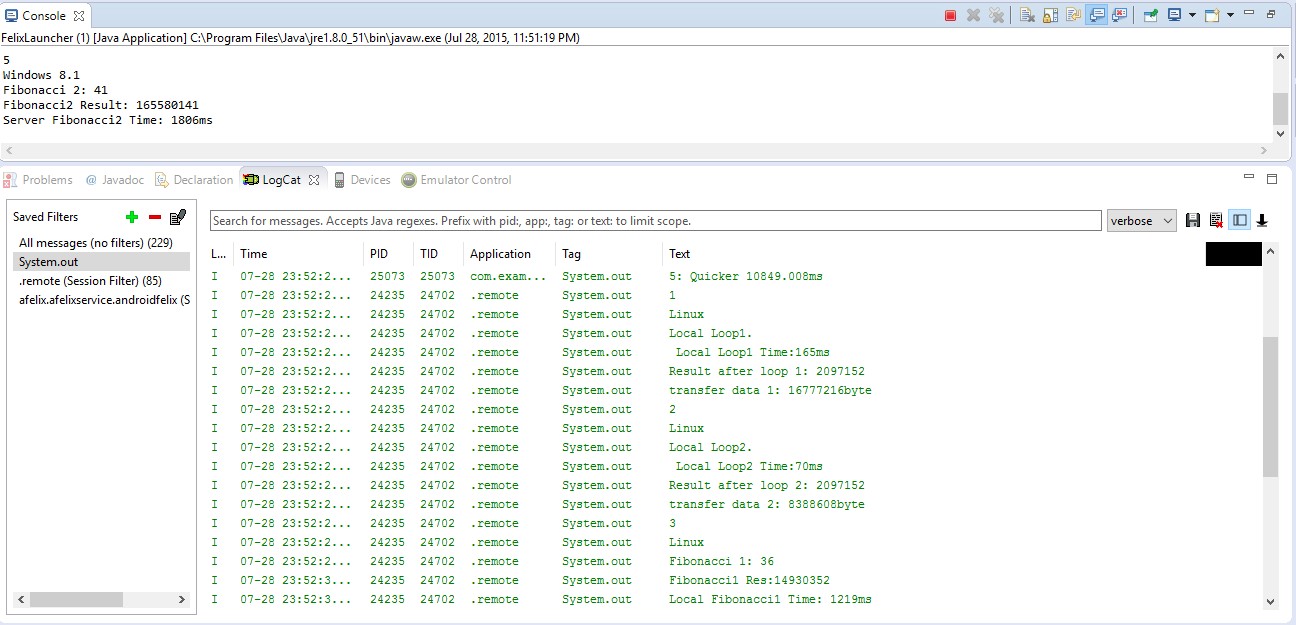 Console
FelixLauncher (1) [Java Application] C:\Program Files\Java\jre1.8.0_51\bin\javaw.exe (Jul 28, 2015, 11:51:19 PM)
5
Windows 8.1
Fibonacci 2: 41
Fibonacci2 Result: 165580141
Server Fibonacci2 Time: 1806ms
Problems @ Javadoc Declaration LogCat Devices Emulator Control
Saved Filters
All messages (no filters) (229)
System.out
.remote (Session Filter) (85)
afelix.afelixservice.androidfelix (S
Search for messages. Accepts Java regexes. Prefix with pid:, app:, tag: or text: to limit scope. verbose
L... Time PID TID Application Tag Text
I 07-28 23:52:2... 25073 25073 com.exam... System.out 5: Quicker 10849.008ms
I 07-28 23:52:2... 24235 24702 .remote System.out 1
I 07-28 23:52:2... 24235 24702 .remote System.out Linux
I 07-28 23:52:2... 24235 24702 .remote System.out Local Loop1.
I 07-28 23:52:2... 24235 24702 .remote System.out Local Loop1 Time:165ms
I 07-28 23:52:2... 24235 24702 .remote System.out Result after loop 1: 2097152
I 07-28 23:52:2... 24235 24702 .remote System.out transfer data 1: 16777216byte
I 07-28 23:52:2... 24235 24702 .remote System.out 2
I 07-28 23:52:2... 24235 24702 .remote System.out Linux
I 07-28 23:52:2... 24235 24702 .remote System.out Local Loop2.
I 07-28 23:52:2... 24235 24702 .remote System.out Local Loop2 Time:70ms
I 07-28 23:52:2... 24235 24702 .remote System.out Result after loop 2: 2097152
I 07-28 23:52:2... 24235 24702 .remote System.out transfer data 2: 8388608byte
I 07-28 23:52:2... 24235 24702 .remote System.out 3
I 07-28 23:52:2... 24235 24702 .remote System.out Linux
I 07-28 23:52:2... 24235 24702 .remote System.out Fibonacci 1: 36
I 07-28 23:52:3... 24235 24702 .remote System.out Fibonacci1 Res:14930352
I 07-28 23:52:3... 24235 24702 .remote System.out Local Fibonacci1 Time: 1219ms